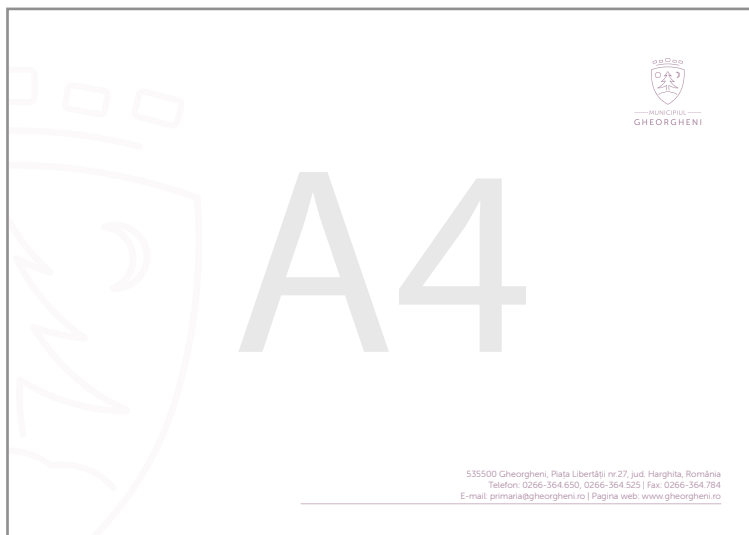 MUNICIPIUL
GHEORGHENI
A4
535500 Gheorgheni, Piața Libertății nr.27, jud. Harghita, România
Telefon: 0266-364.650, 0266-364.525 | Fax: 0266-364.784
E-mail: primaria@gheorgheni.ro | Pagina web: www.gheorgheni.ro